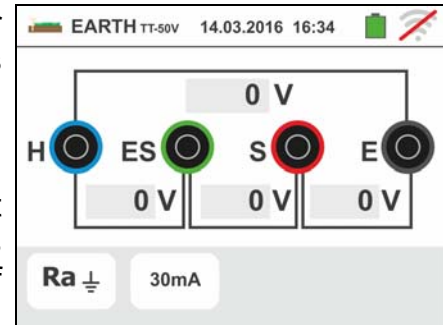 EARTH TT-50V 14.03.2016 16:34
0 V
H ES S E
0 V 0 V 0 V
Ra 30mA